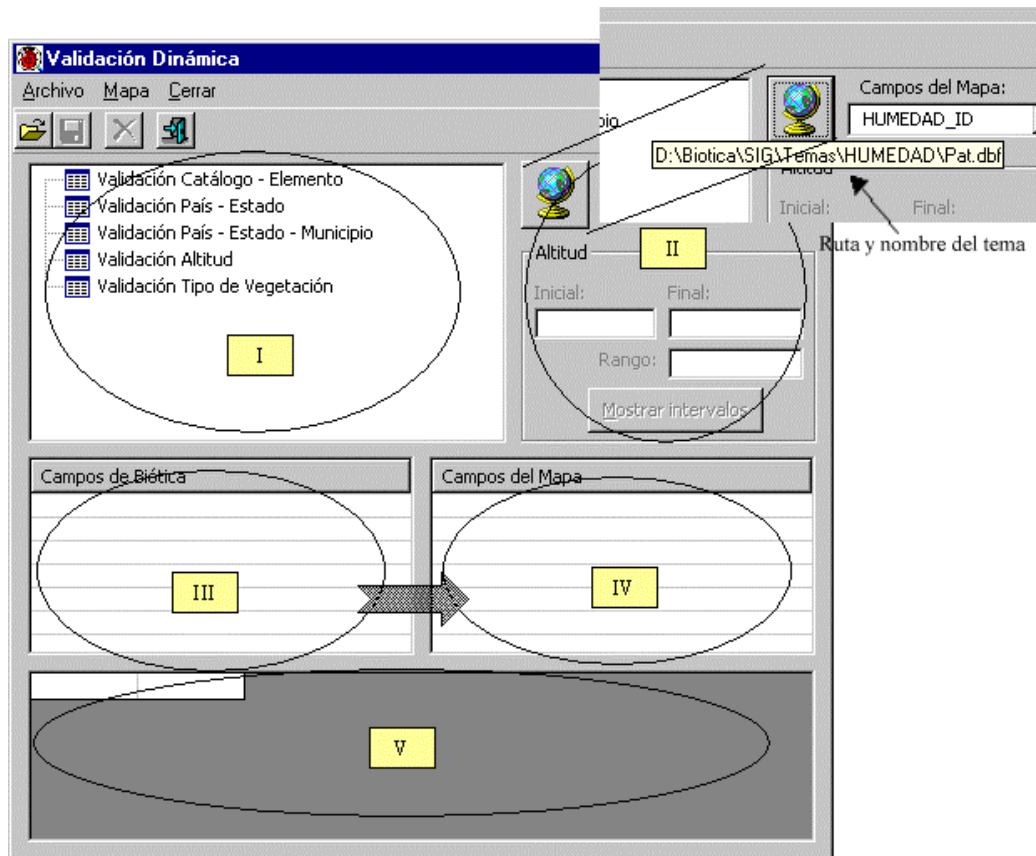 Validación Dinámica
Archivo Mapa Cerrar
Validación Catálogo - Elemento
Validación País - Estado
Validación País - Estado - Municipio
Validación Altitud
Validación Tipo de Vegetación
I
Campos del Mapa:
HUMEDAD_ID
D:\Biotica\SIG\Temas\HUMEDAD\Pat.dbf
Altitud
Inicial: Final:
Ruta y nombre del tema
II
Altitud
Inicial: Final:
Rango:
Mostrar intervalos
Campos de Biótica
III
Campos del Mapa
IV
V